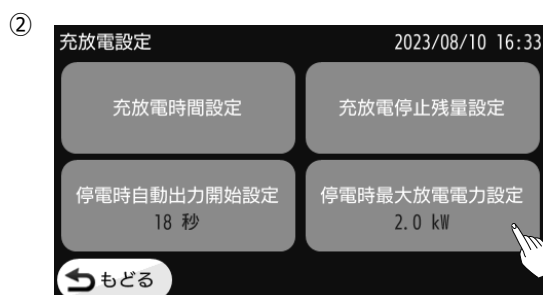 ②
充放電設定 2023/08/10 16:33
充放電時間設定 充放電停止残量設定
停電時自動出力開始設定 停電時最大放電電力設定
18 秒 2.0 kW
もどる